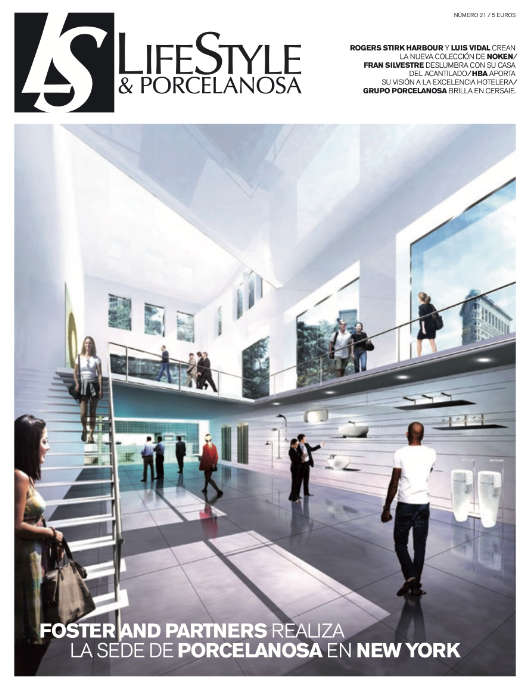 NÚMERO 21 / 5 EUROS
LS
LIFESTYLE
& PORCELANOSA
ROGERS STIRK HARBOUR Y LUIS VIDAL CREAN
LA NUEVA COLECCIÓN DE NOKEN/
FRAN SILVESTRE DESLUMBRA CON SU CASA
DEL ACANTILADO/HBA APORTA
SU VISIÓN A LA EXCELENCIA HOTELERA/
GRUPO PORCELANOSA BRILLA EN CERSAIE.
FOSTER AND PARTNERS REALIZA
LA SEDE DE PORCELANOSA EN NEW YORK